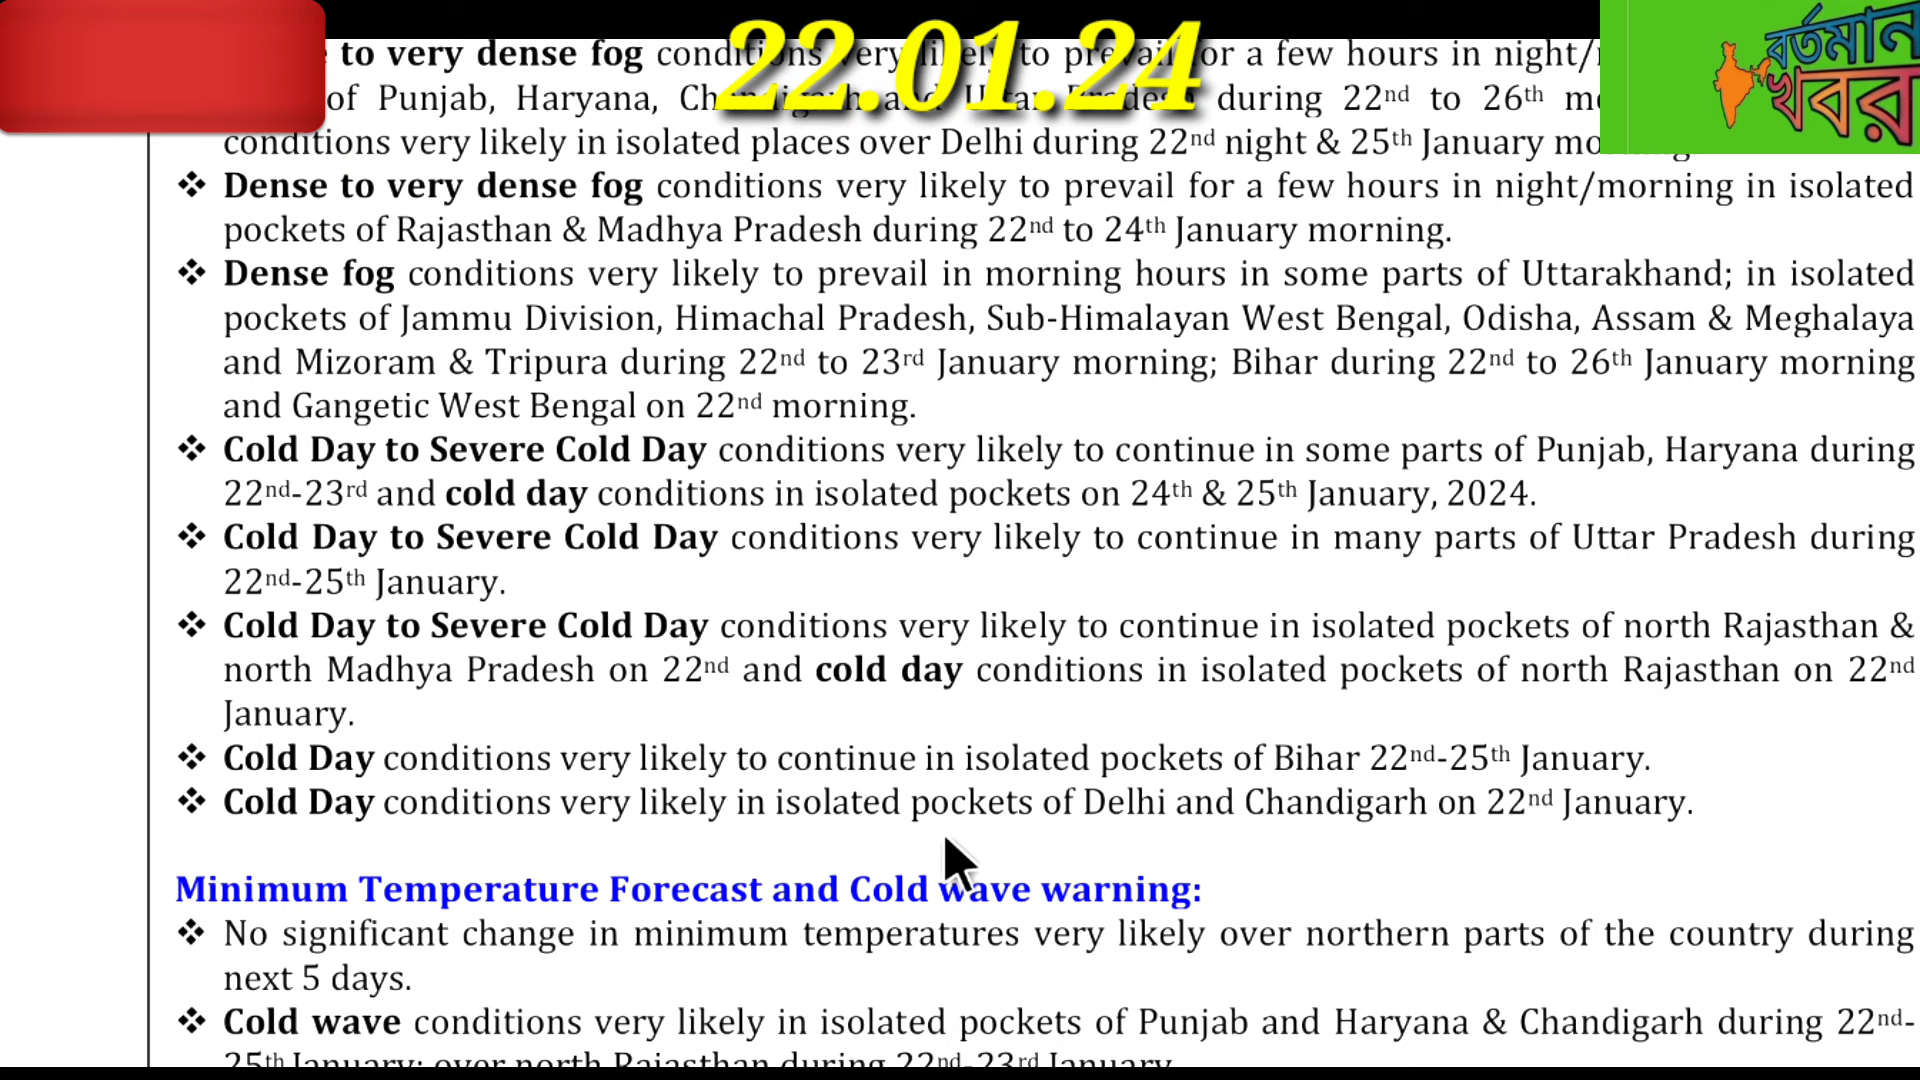 22.01.24
বর্তমান
খবর
to very dense fog conditions very likely to prevail for a few hours in night/
of Punjab, Haryana, Chandigarh and Uttar Pradesh during 22nd to 26th
conditions very likely in isolated places over Delhi during 22nd night & 25th January
❖ Dense to very dense fog conditions very likely to prevail for a few hours in night/morning in isolated
pockets of Rajasthan & Madhya Pradesh during 22nd to 24th January morning.
❖ Dense fog conditions very likely to prevail in morning hours in some parts of Uttarakhand; in isolated
pockets of Jammu Division, Himachal Pradesh, Sub-Himalayan West Bengal, Odisha, Assam & Meghalaya
and Mizoram & Tripura during 22nd to 23rd January morning; Bihar during 22nd to 26th January morning
and Gangetic West Bengal on 22nd morning.
❖ Cold Day to Severe Cold Day conditions very likely to continue in some parts of Punjab, Haryana during
22nd-23rd and cold day conditions in isolated pockets on 24th & 25th January, 2024.
❖ Cold Day to Severe Cold Day conditions very likely to continue in many parts of Uttar Pradesh during
22nd-25th January.
❖ Cold Day to Severe Cold Day conditions very likely to continue in isolated pockets of north Rajasthan &
north Madhya Pradesh on 22nd and cold day conditions in isolated pockets of north Rajasthan on 22nd
January.
❖ Cold Day conditions very likely to continue in isolated pockets of Bihar 22nd-25th January.
❖ Cold Day conditions very likely in isolated pockets of Delhi and Chandigarh on 22nd January.
Minimum Temperature Forecast and Cold wave warning:
❖ No significant change in minimum temperatures very likely over northern parts of the country during
next 5 days.
❖ Cold wave conditions very likely in isolated pockets of Punjab and Haryana & Chandigarh during 22nd-
25th January; over north Rajasthan during 22nd-23rd January.